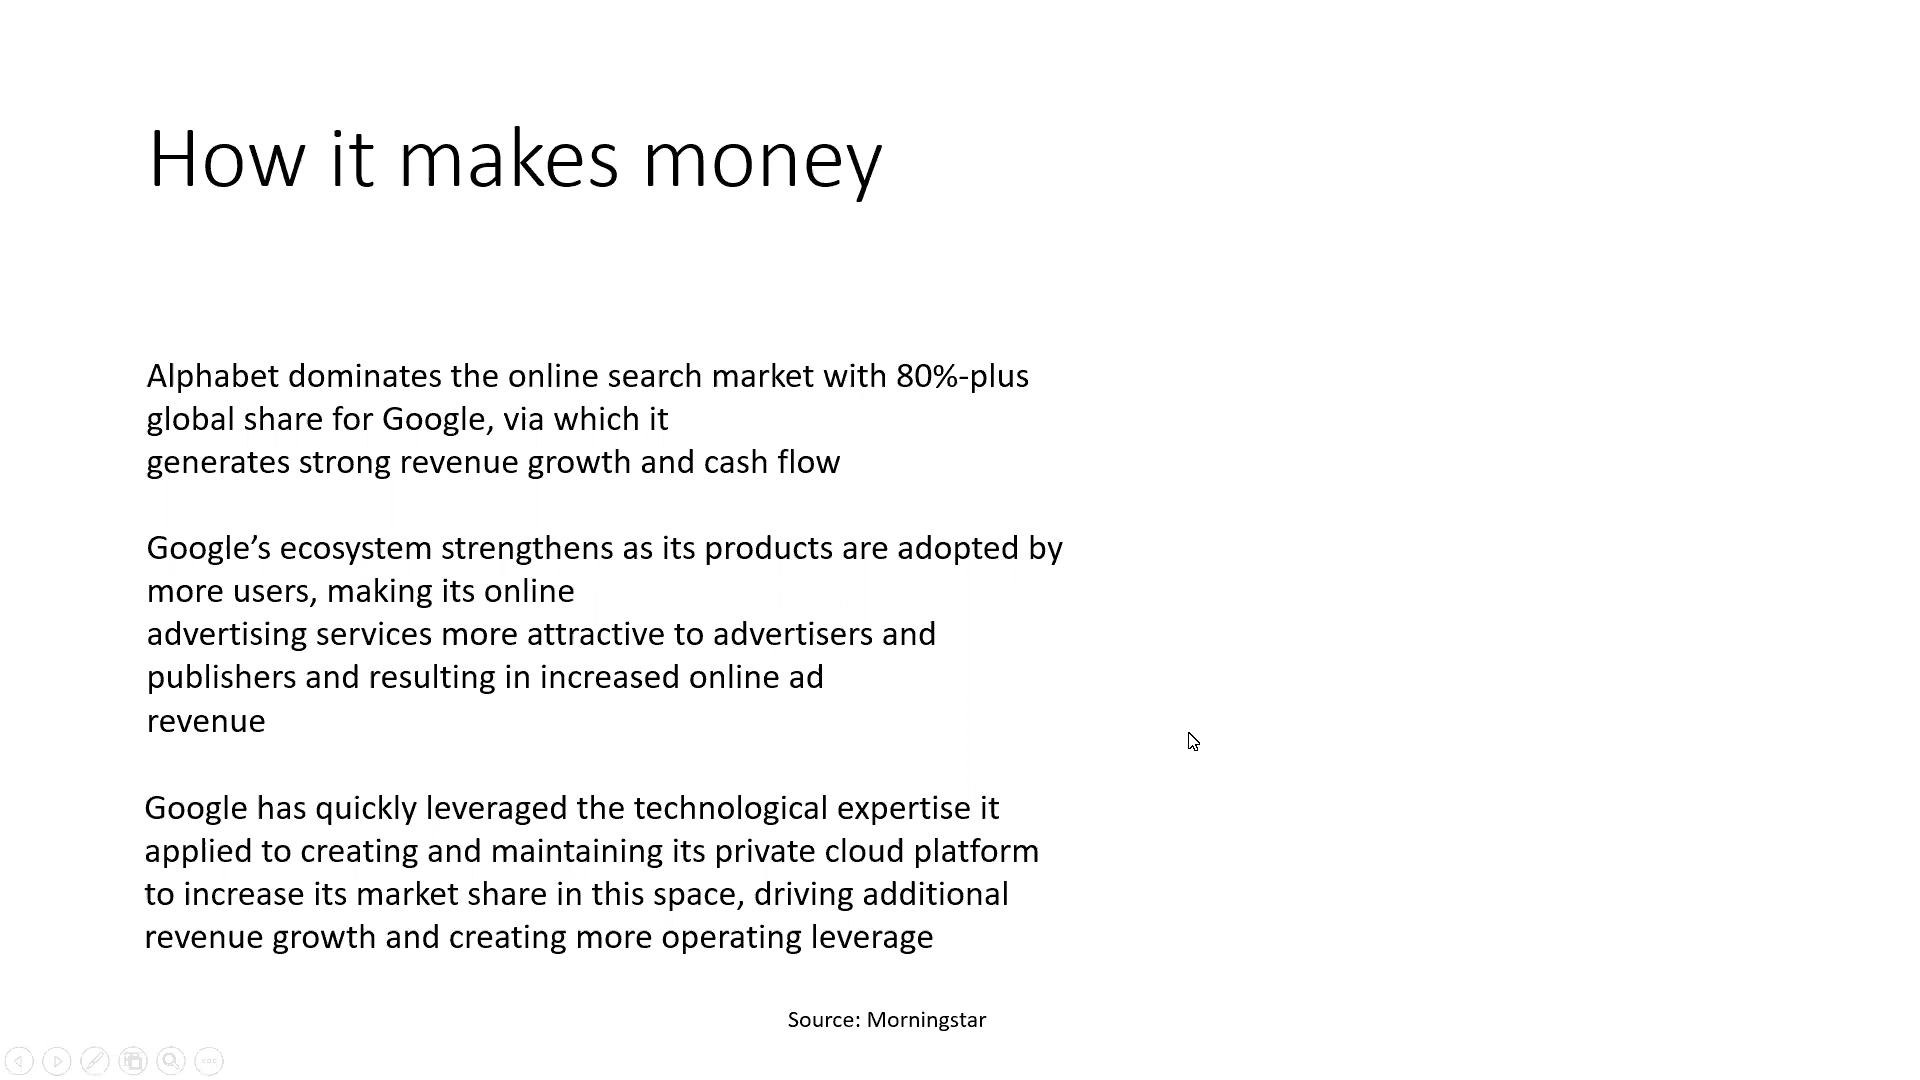 How it makes money
Alphabet dominates the online search market with 80%-plus
global share for Google, via which it
generates strong revenue growth and cash flow
Google’s ecosystem strengthens as its products are adopted by
more users, making its online
advertising services more attractive to advertisers and
publishers and resulting in increased online ad
revenue
Google has quickly leveraged the technological expertise it
applied to creating and maintaining its private cloud platform
to increase its market share in this space, driving additional
revenue growth and creating more operating leverage
Source: Morningstar